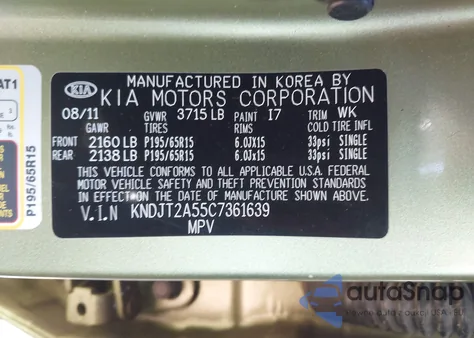 MANUFACTURED IN KOREA BY
KIA KIA MOTORS CORPORATION
08/11 GVWR 3715 LB PAINT 17 TRIM WK
GAWR TIRES RIMS COLD TIRE INFL
FRONT 2160 LB P195/65R15 6.0JX15 33psi SINGLE
REAR 2138 LB P195/65R15 6.0JX15 33psi SINGLE
THIS VEHICLE CONFORMS TO ALL APPLICABLE U.S.A. FEDERAL
MOTOR VEHICLE SAFETY AND THEFT PREVENTION STANDARDS
IN EFFECT ON THE DATE OF MANUFACTURE SHOWN ABOVE.
V.I.N KNDJT2A55C7361639
MPV
AT1
P195/65R15
autoSnap